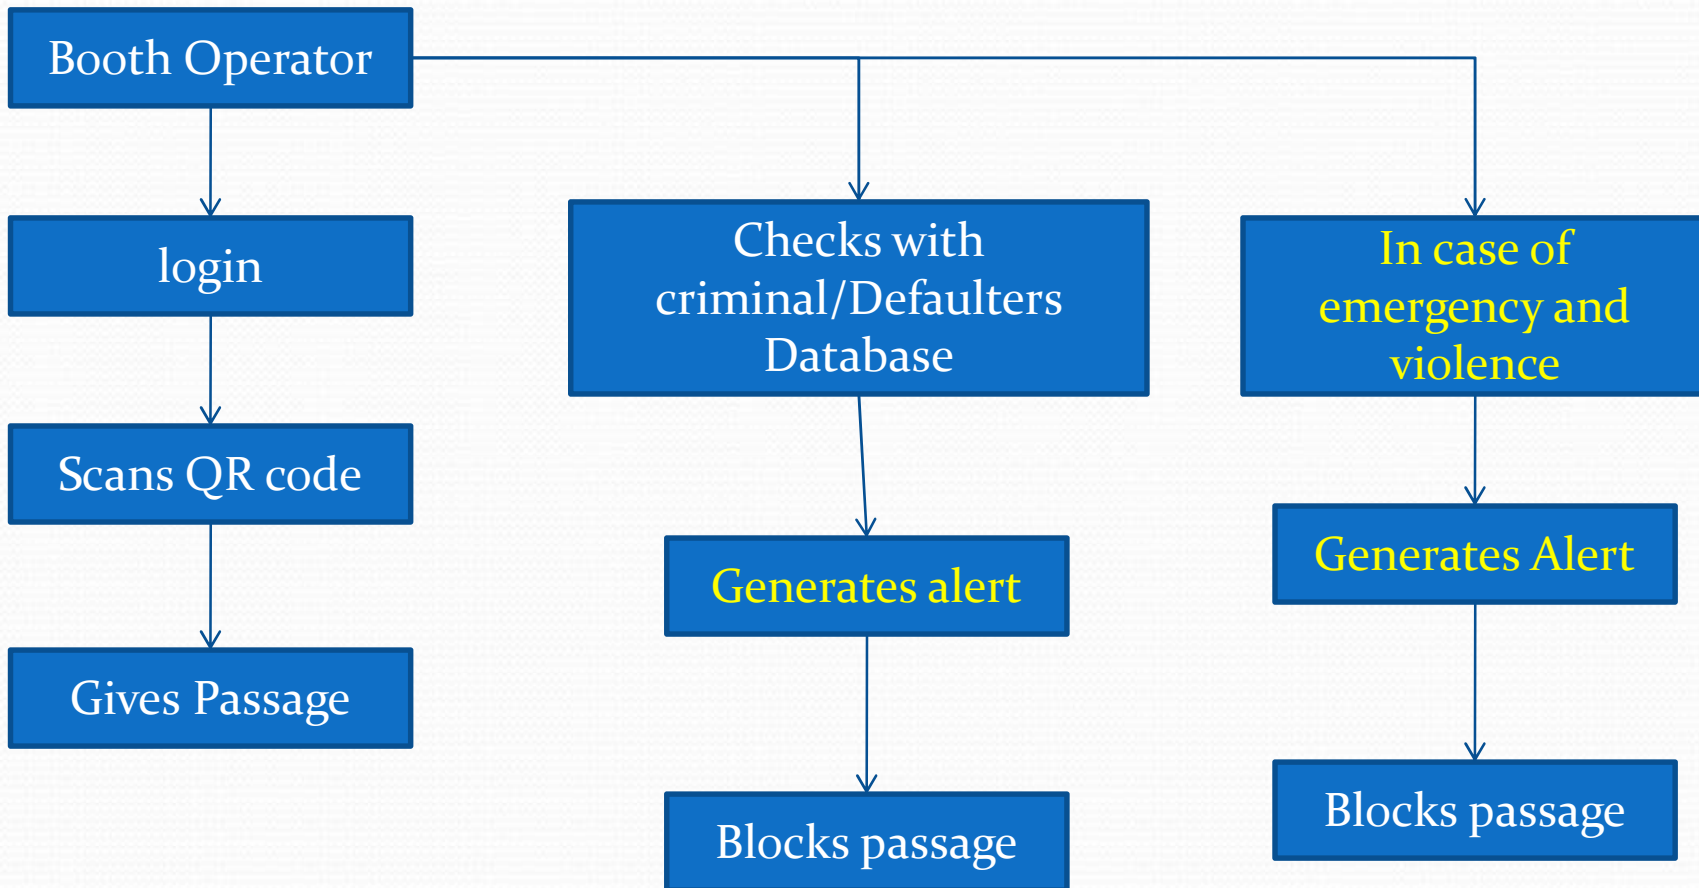 Booth Operator
login
Scans QR code
Gives Passage
Checks with
criminal/Defaulters
Database
Generates alert
Blocks passage
In case of
emergency and
violence
Generates Alert
Blocks passage